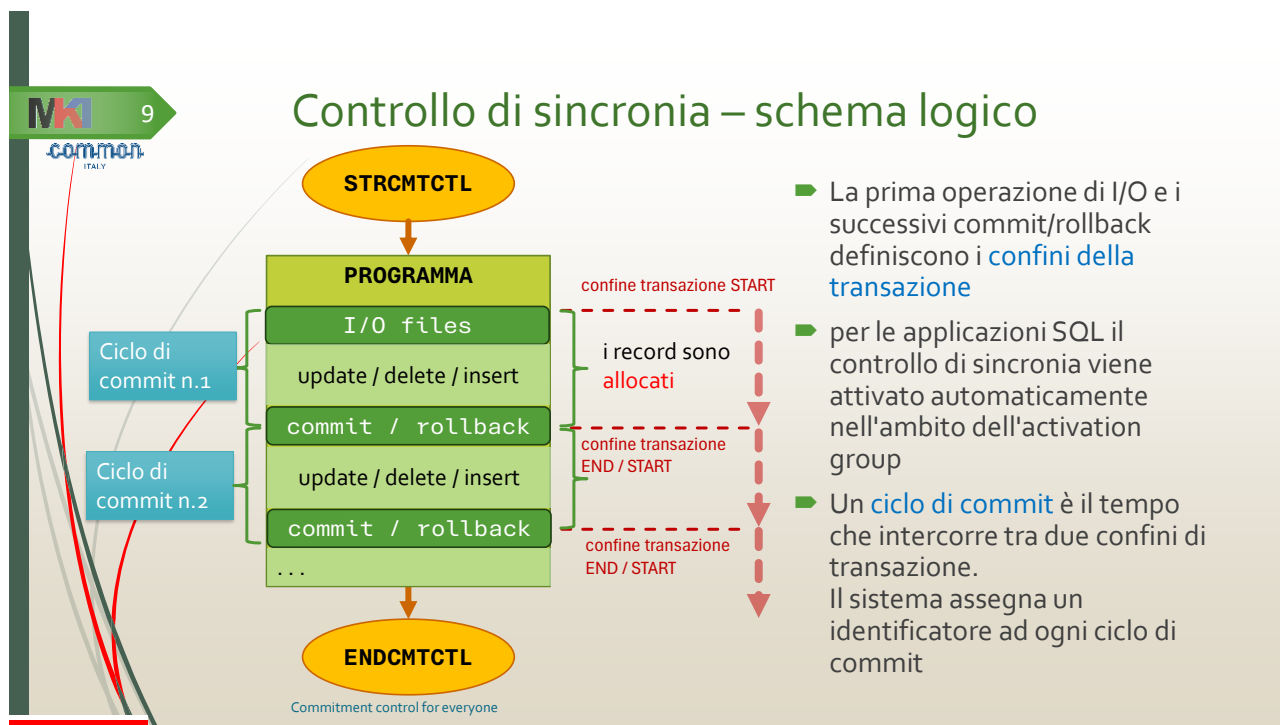 MK1
9
common
ITALY
Controllo di sincronia – schema logico
STRCMTCTL
PROGRAMMA
I/O files
update / delete / insert
commit / rollback
update / delete / insert
commit / rollback
...
ENDCMTCTL
Ciclo di
commit n.1
Ciclo di
commit n.2
confine transazione START
i record sono
allocati
confine transazione
END / START
confine transazione
END / START
La prima operazione di I/O e i
successivi commit/rollback
definiscono i confini della
transazione
per le applicazioni SQL il
controllo di sincronia viene
attivato automaticamente
nell'ambito dell'activation
group
Un ciclo di commit è il tempo
che intercorre tra due confini di
transazione.
Il sistema assegna un
identificatore ad ogni ciclo di
commit
Commitment control for everyone